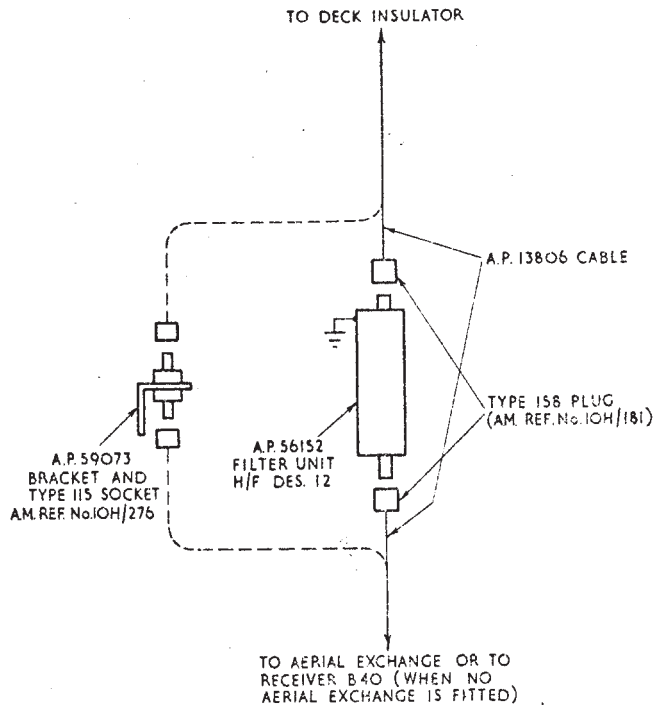 TO DECK INSULATOR
A.P. 13806 CABLE
TYPE 158 PLUG
(AM. REF. No. 10H/181)
A.P. 59073
BRACKET AND
TYPE 115 SOCKET
A.M. REF. No. 10H/276
A.P. 56152
FILTER UNIT
H/F DES. 12
TO AERIAL EXCHANGE OR TO
RECEIVER B40 (WHEN NO
AERIAL EXCHANGE IS FITTED)